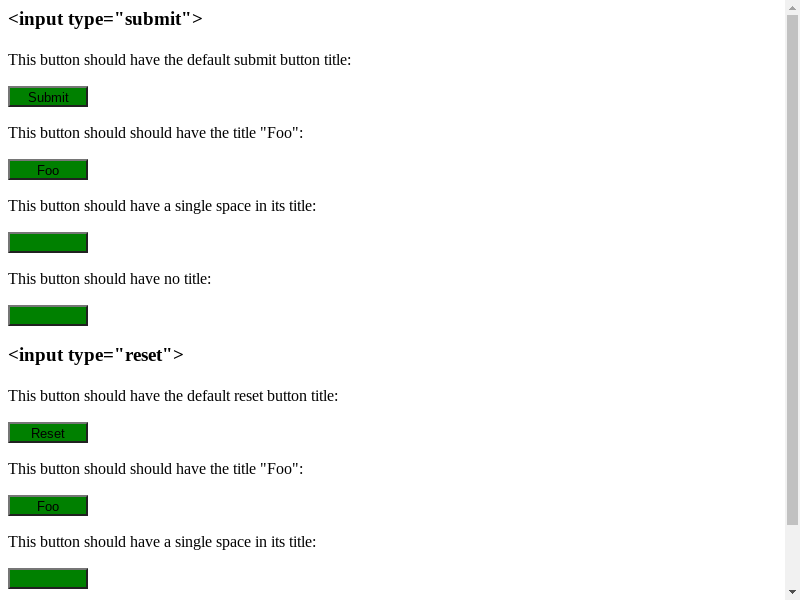 <input type="submit">
This button should have the default submit button title:
Submit
This button should should have the title "Foo":
Foo
This button should have a single space in its title:
This button should have no title:
<input type="reset">
This button should have the default reset button title:
Reset
This button should should have the title "Foo":
Foo
This button should have a single space in its title: